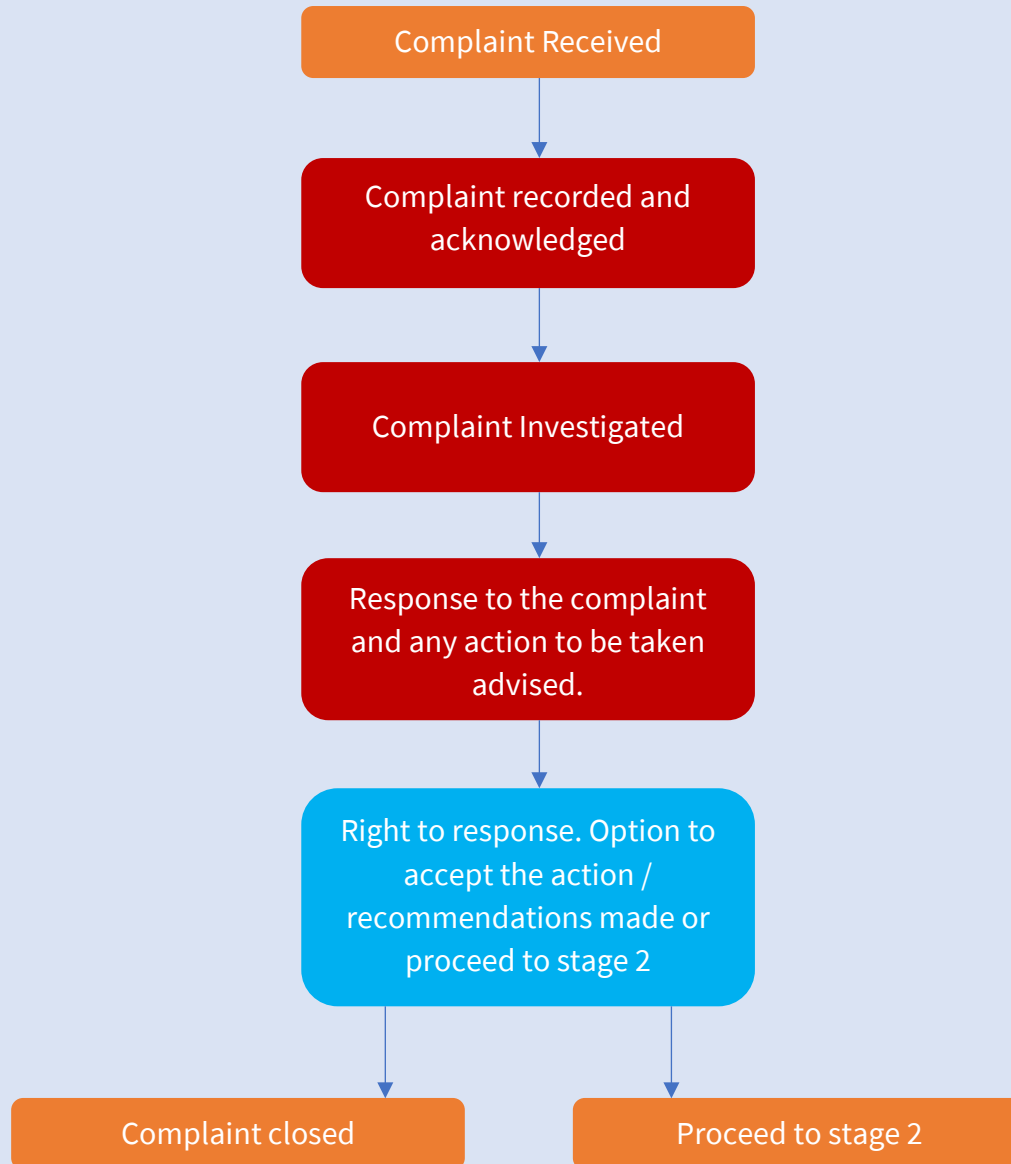 Complaint Received
Complaint recorded and
acknowledged
Complaint Investigated
Response to the complaint
and any action to be taken
advised.
Right to response. Option to
accept the action /
recommendations made or
proceed to stage 2
Complaint closed
Proceed to stage 2